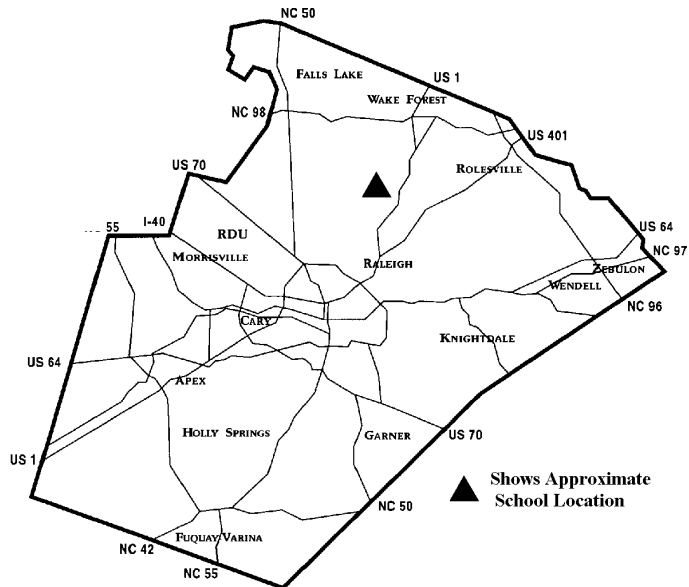 NC 50
FALLS LAKE
US 1
WAKE FOREST
NC 98
US 401
US 70
ROLESVILLE
55
I-40
RDU
MORRISVILLE
RALEIGH
US 64
NC 97
ZEBULON
WENDELL
NC 96
CARY
KNIGHTDALE
US 64
APEX
HOLLY SPRINGS
GARNER
US 70
US 1
Shows Approximate
School Location
NC 50
FUQUAY VARINA
NC 42
NC 55